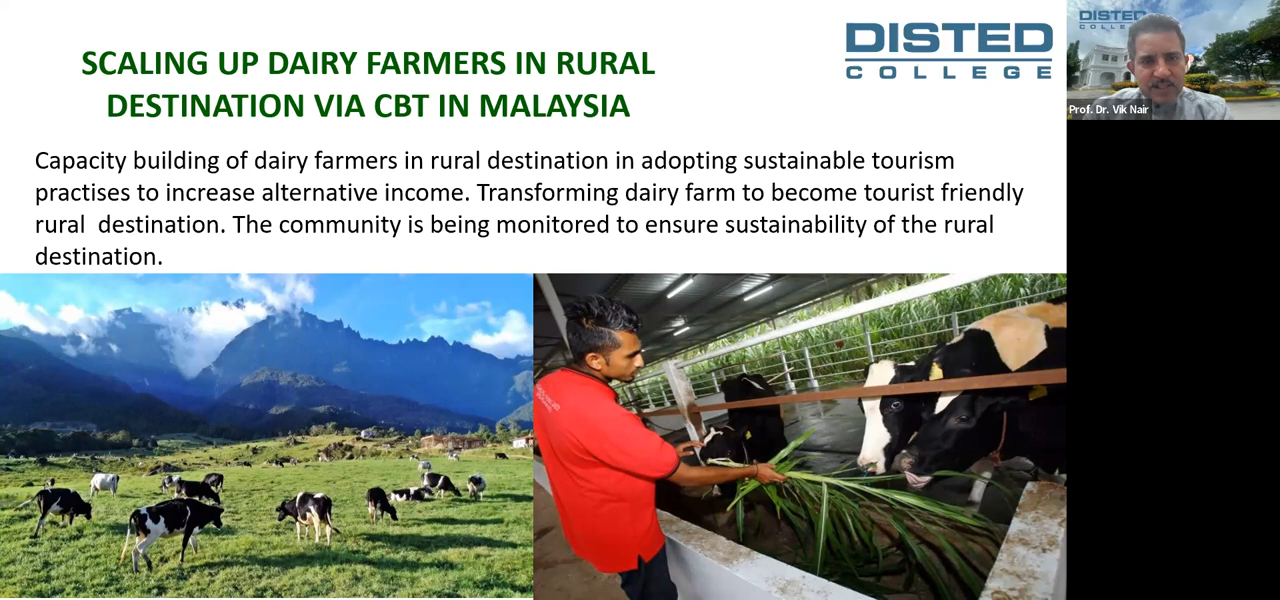 SCALING UP DAIRY FARMERS IN RURAL
DESTINATION VIA CBT IN MALAYSIA
DISTED
COLLEGE
Capacity building of dairy farmers in rural destination in adopting sustainable tourism
practises to increase alternative income. Transforming dairy farm to become tourist friendly
rural  destination. The community is being monitored to ensure sustainability of the rural
destination.
DISTED
COLLEGE
Prof. Dr. Vik Nair